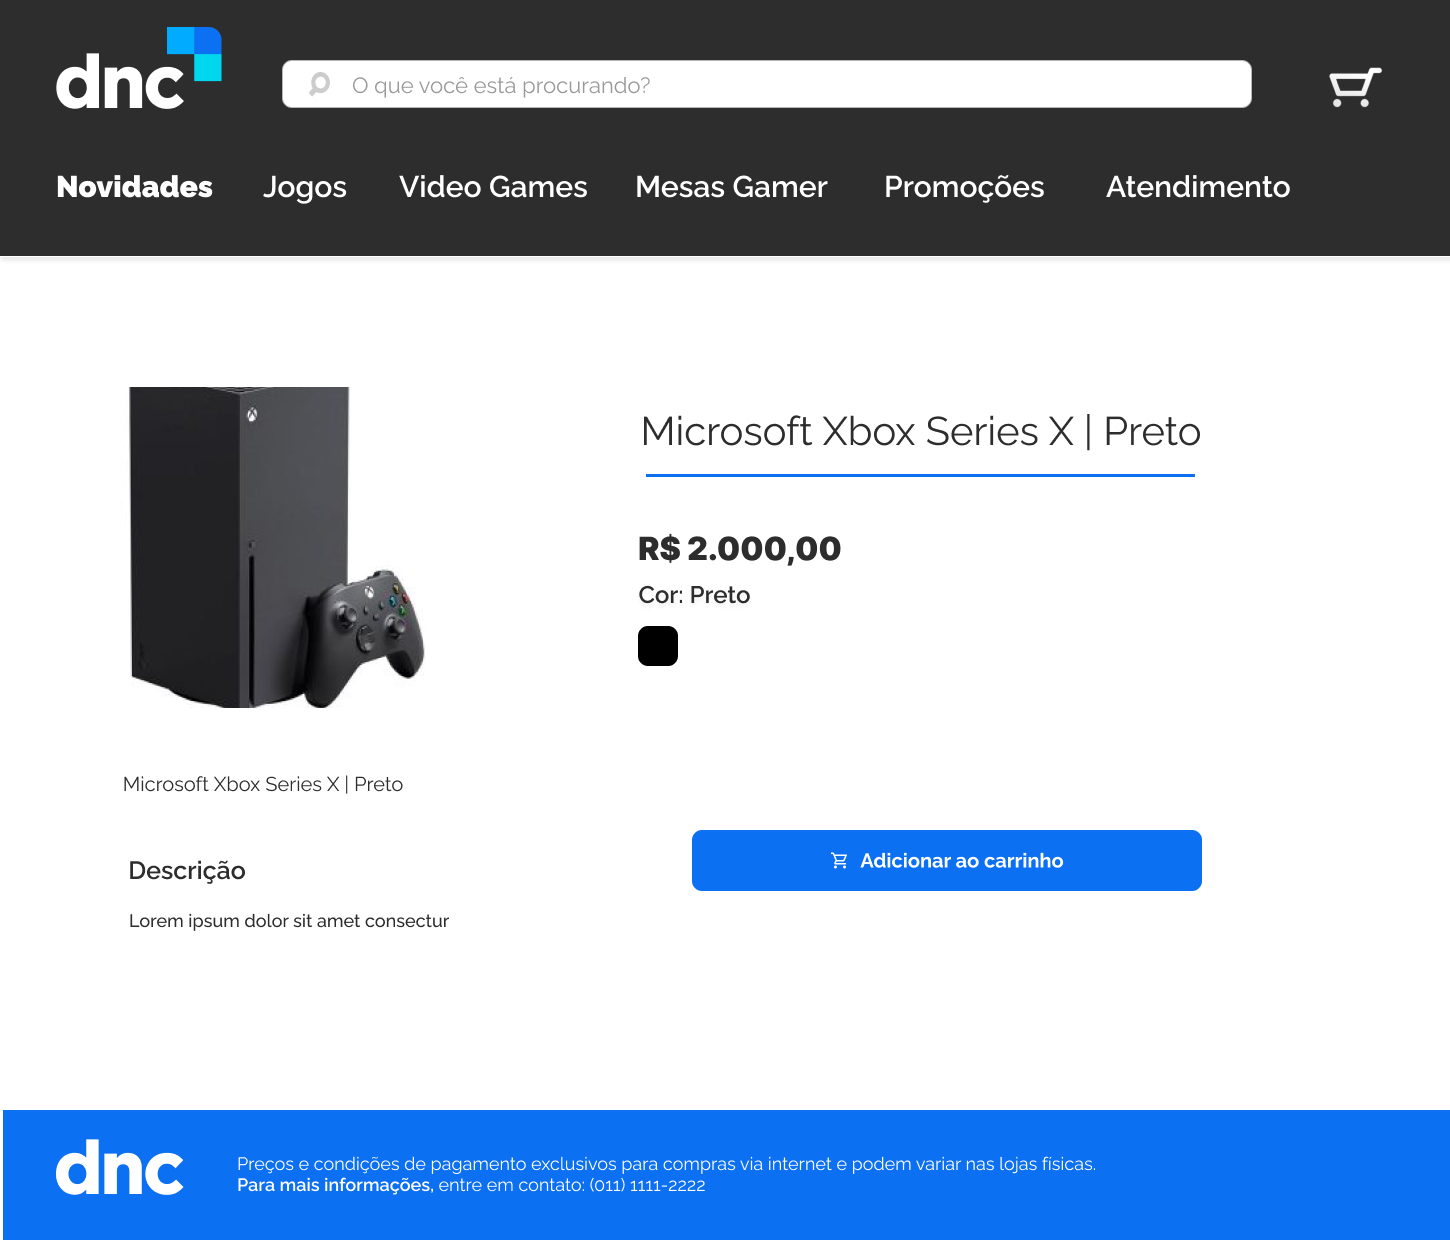 dnc
O que você está procurando?
Novidades Jogos Video Games Mesas Gamer Promoções Atendimento
Microsoft Xbox Series X | Preto
R$ 2.000,00
Cor: Preto
Microsoft Xbox Series X | Preto
Adicionar ao carrinho
Descrição
Lorem ipsum dolor sit amet consectur
dnc
Preços e condições de pagamento exclusivos para compras via internet e podem variar nas lojas físicas.
Para mais informações, entre em contato: (011) 1111-2222